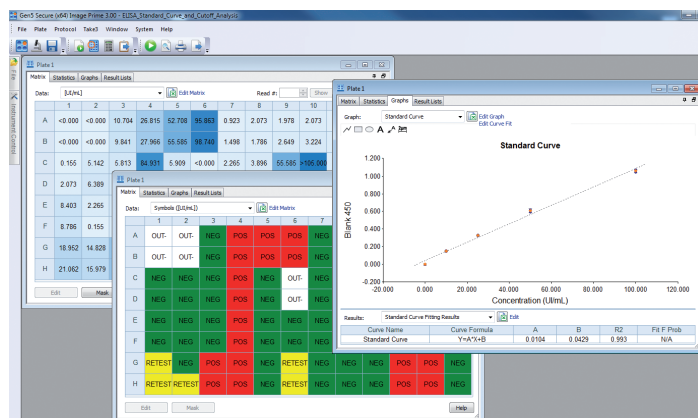 Gen5 Secure (x64) Image Prime 3.00 - ELISA_Standard_Curve_and_Cutoff_Analysis
File Plate Protocol Take3 Window System Help
File
Instrument Control
Plate 1
Matrix Statistics Graphs Result Lists
Data: [UI/mL] Edit Matrix Read #: Show
1 2 3 4 5 6 7 8 9 10
A <0.000 <0.000 10.704 26.815 52.708 95.863 0.923 2.073 1.978 2.073
B <0.000 <0.000 9.841 27.966 55.585 98.740 1.498 1.786 2.649 3.224
C 0.155 5.142 5.813 84.931 5.909 <0.000 2.265 3.896 55.585 >105.000
D 2.073 6.389
E 8.403 2.265
F 8.786 0.155
G 18.952 14.828
H 21.062 15.979
Edit Mask
Plate 1
Matrix Statistics Graphs Result Lists
Data: Symbols ([UI/mL]) Edit Matrix
1 2 3 4 5 6 7
A OUT- OUT- NEG POS POS POS NEG
B OUT- OUT- NEG POS POS POS NEG
C NEG NEG NEG POS NEG OUT- NEG
D NEG NEG NEG POS NEG OUT- NEG
E NEG NEG NEG POS NEG NEG NEG
F NEG NEG NEG POS NEG NEG NEG
G RETEST NEG POS POS NEG RETEST NEG NEG NEG POS POS NEG
H RETEST RETEST POS POS NEG RETEST NEG NEG NEG POS POS NEG
Edit Mask Help
Plate 1
Matrix Statistics Graphs Result Lists
Graph: Standard Curve Edit Graph
Edit Curve Fit
A
Standard Curve
Blank 450
1.200
1.000
0.800
0.600
0.400
0.200
0.000
-20.000 0.000 20.000 40.000 60.000 80.000 100.000 120.000
Concentration (UI/mL)
Results: Standard Curve Fitting Results Edit
Curve Name Curve Formula A B R2 Fit F Prob
Standard Curve Y=A*X+B 0.0104 0.0429 0.993 N/A